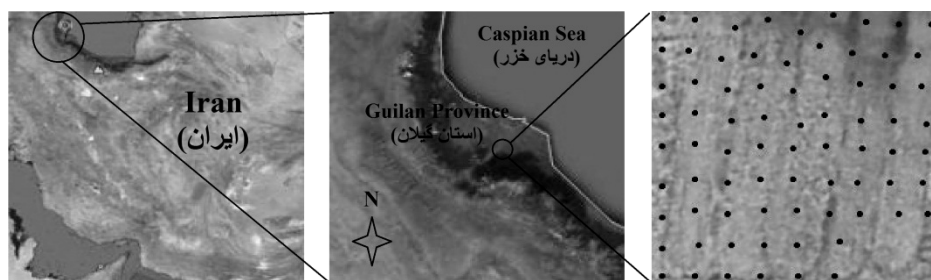 Iran
(ایران)
Caspian Sea
(دریای خزر)
Guilan Province
(استان گیلان)
N